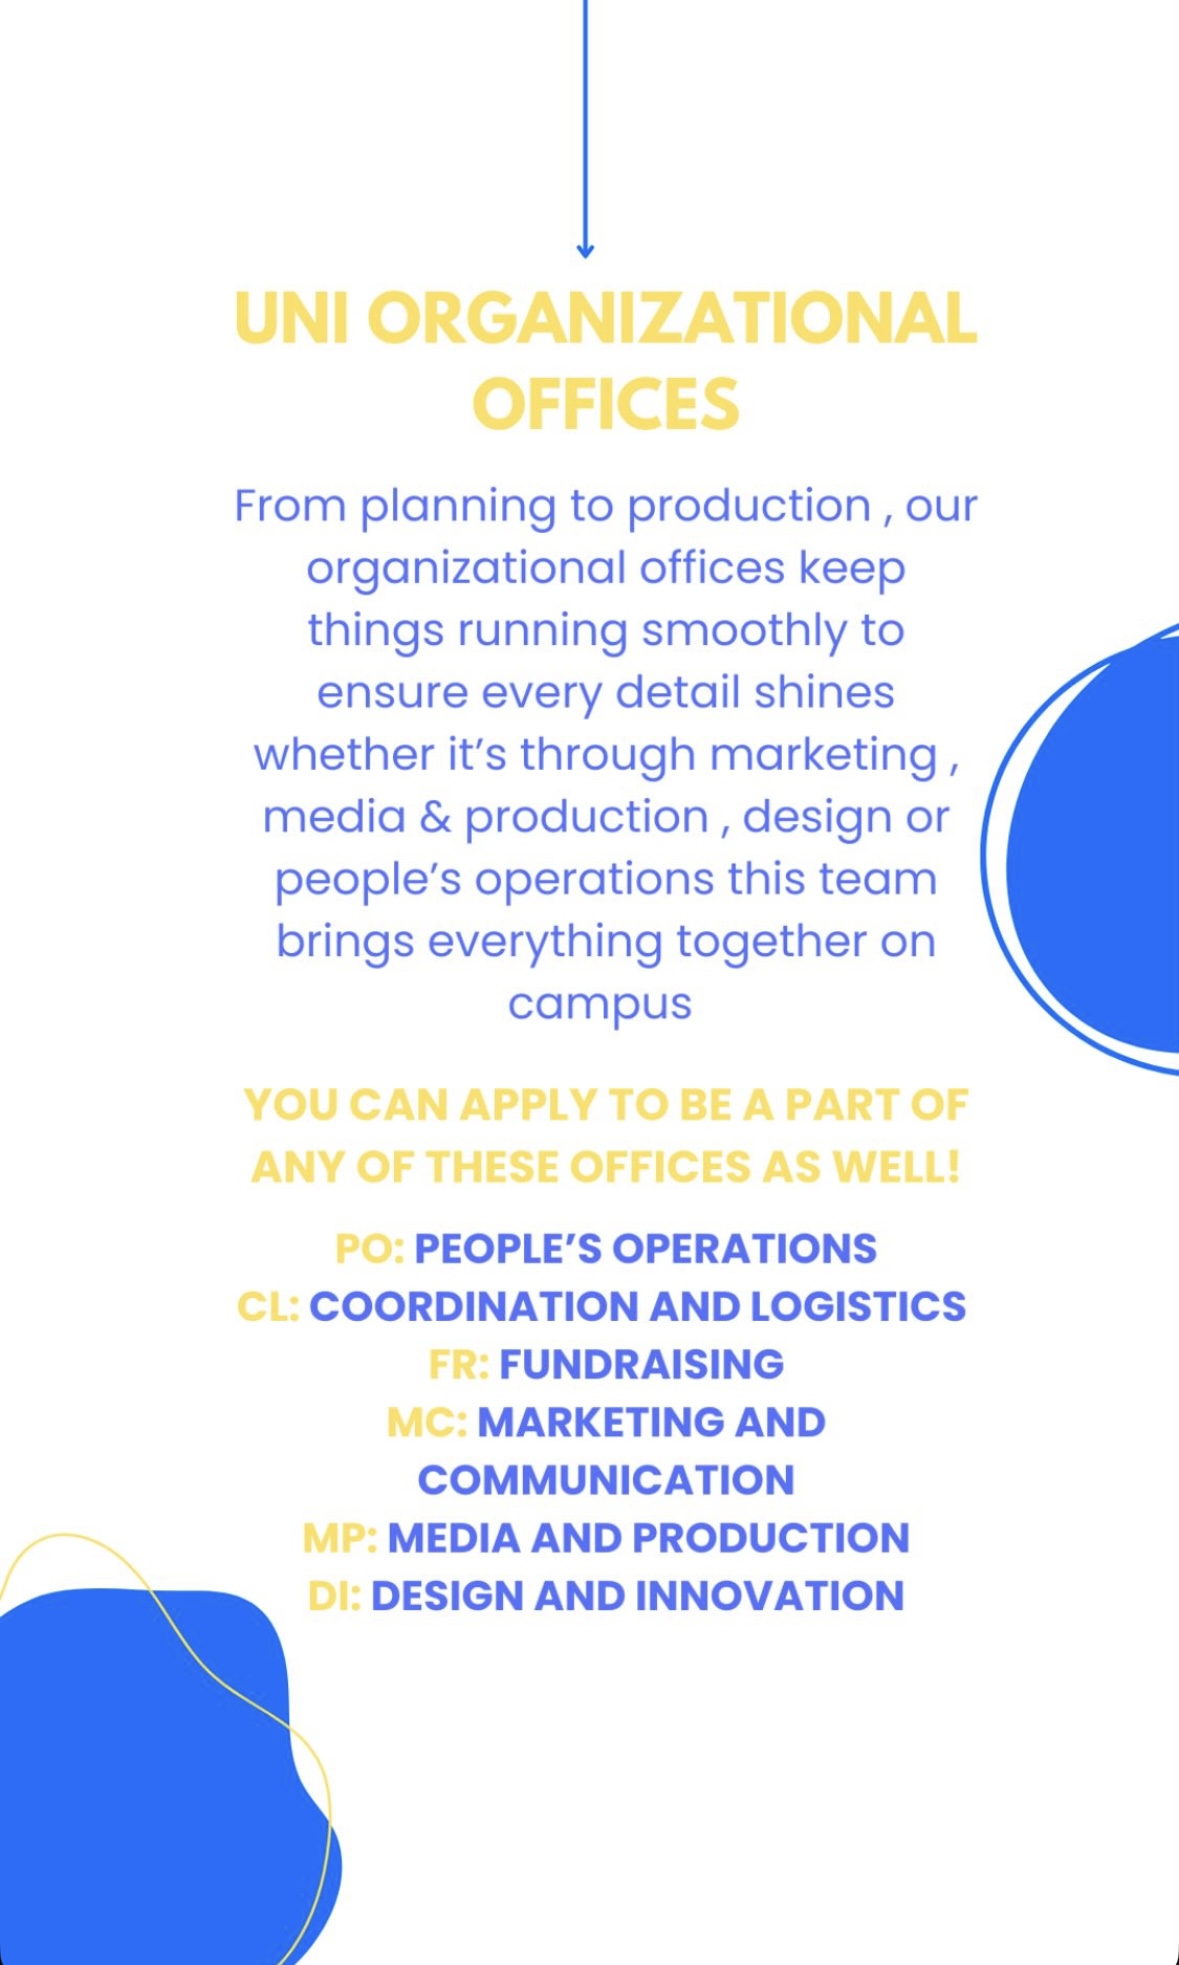 UNI ORGANIZATIONAL
OFFICES
From planning to production , our
organizational offices keep
things running smoothly to
ensure every detail shines
whether it’s through marketing ,
media & production , design or
people’s operations this team
brings everything together on
campus
YOU CAN APPLY TO BE A PART OF
ANY OF THESE OFFICES AS WELL!
PO: PEOPLE’S OPERATIONS
CL: COORDINATION AND LOGISTICS
FR: FUNDRAISING
MC: MARKETING AND
COMMUNICATION
MP: MEDIA AND PRODUCTION
DI: DESIGN AND INNOVATION